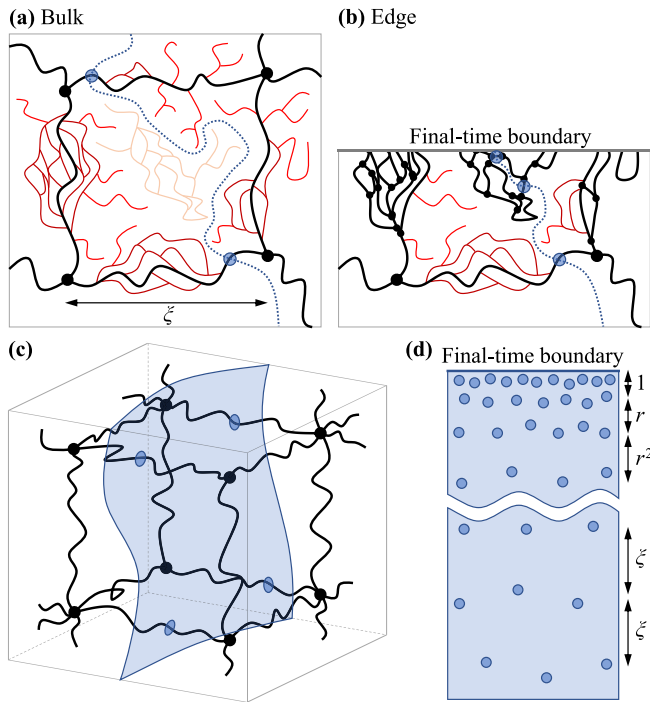 (a) Bulk
(b) Edge
Final-time boundary
ξ
(c)
(d)
Final-time boundary
1
r
r²
ξ
ξ